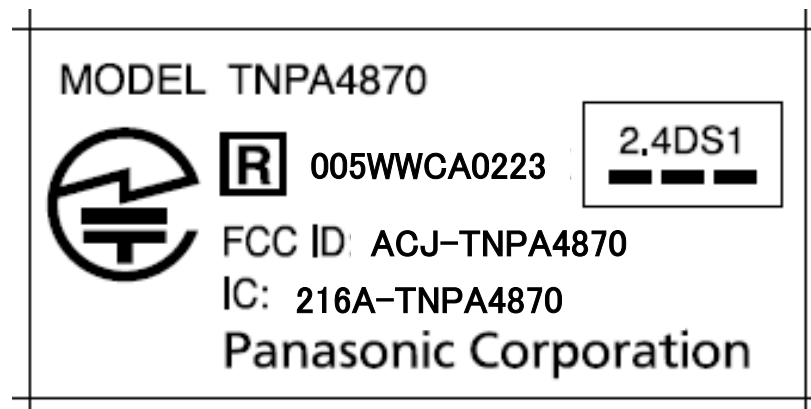 MODEL TNPA4870
R 005WWCA0223
2.4DS1
FCC ID: ACJ-TNPA4870
IC: 216A-TNPA4870
Panasonic Corporation